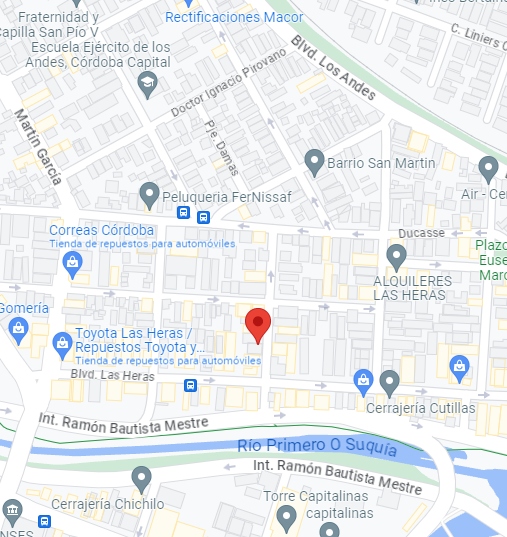 Fraternidad y
Capilla San Pío V
Rectificaciones Macor
C. Liniers
Escuela Ejército de los
Andes, Córdoba Capital
Blvd. Los Andes
Doctor Ignacio Pirovano
Martín García
Pje. Damas
Barrio San Martin
Peluqueria FerNissaf
Air - Ce
Correas Córdoba
Tienda de repuestos para automóviles
Ducasse
Plazo
Euse
Marc
ALQUILERES
LAS HERAS
Gomería
Toyota Las Heras /
Repuestos Toyota y...
Tienda de repuestos para automóviles
Blvd. Las Heras
Cerrajería Cutillas
Int. Ramón Bautista Mestre
Río Primero O Suquía
Int. Ramón Bautista Mestre
Cerrajería Chichilo
Torre Capitalinas
capitalinas
NSES